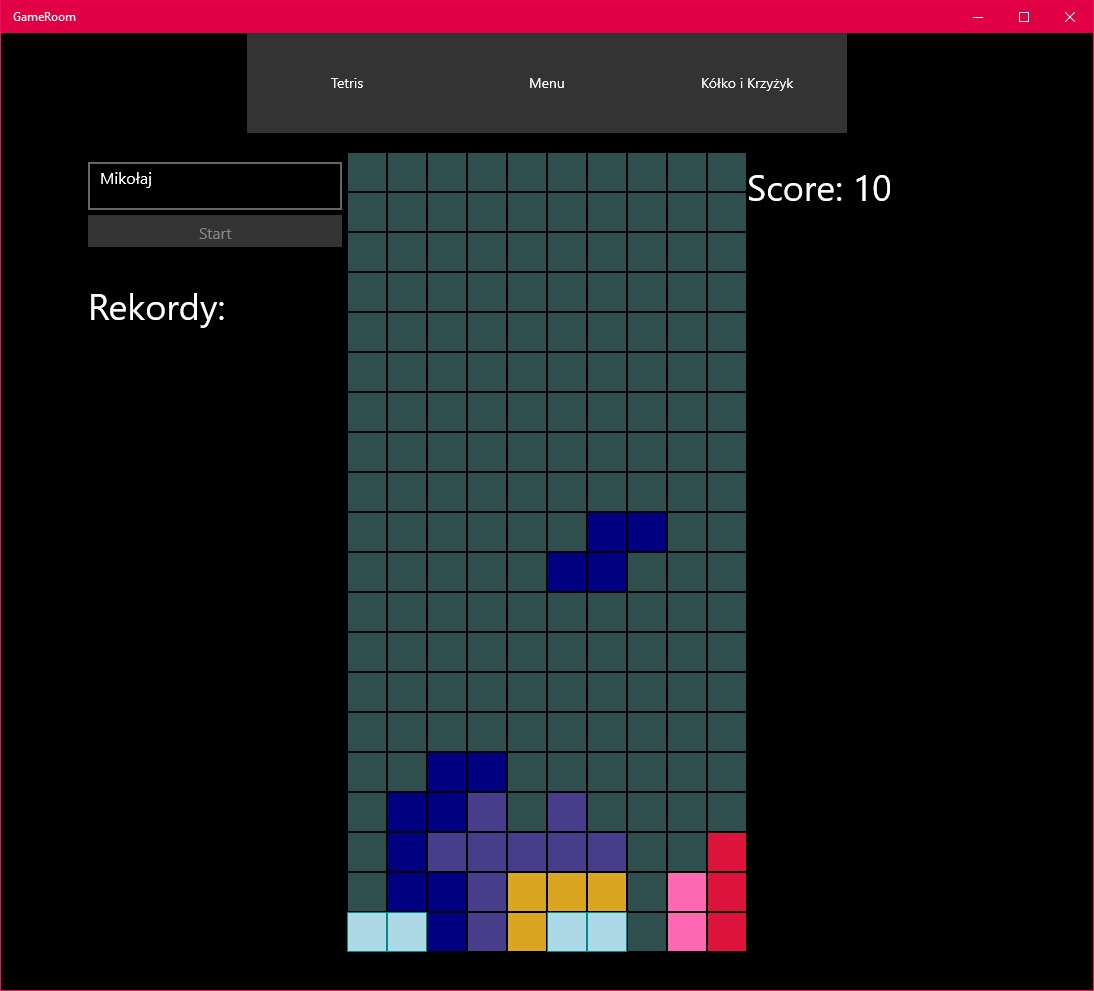 GameRoom
Tetris
Menu
Kółko i Krzyżyk
Mikołaj
Start
Rekordy:
Score: 10